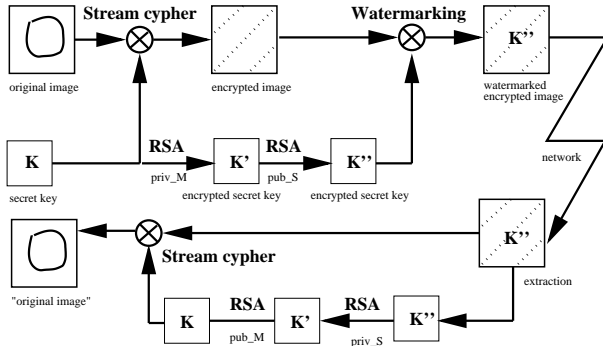 Stream cypher
Watermarking
K''
original image
encrypted image
watermarked
encrypted image
RSA
RSA
K
K'
K''
priv_M
pub_S
network
secret key
encrypted secret key
encrypted secret key
K''
Stream cypher
"original image"
extraction
RSA
RSA
K
K'
K''
pub_M
priv_S